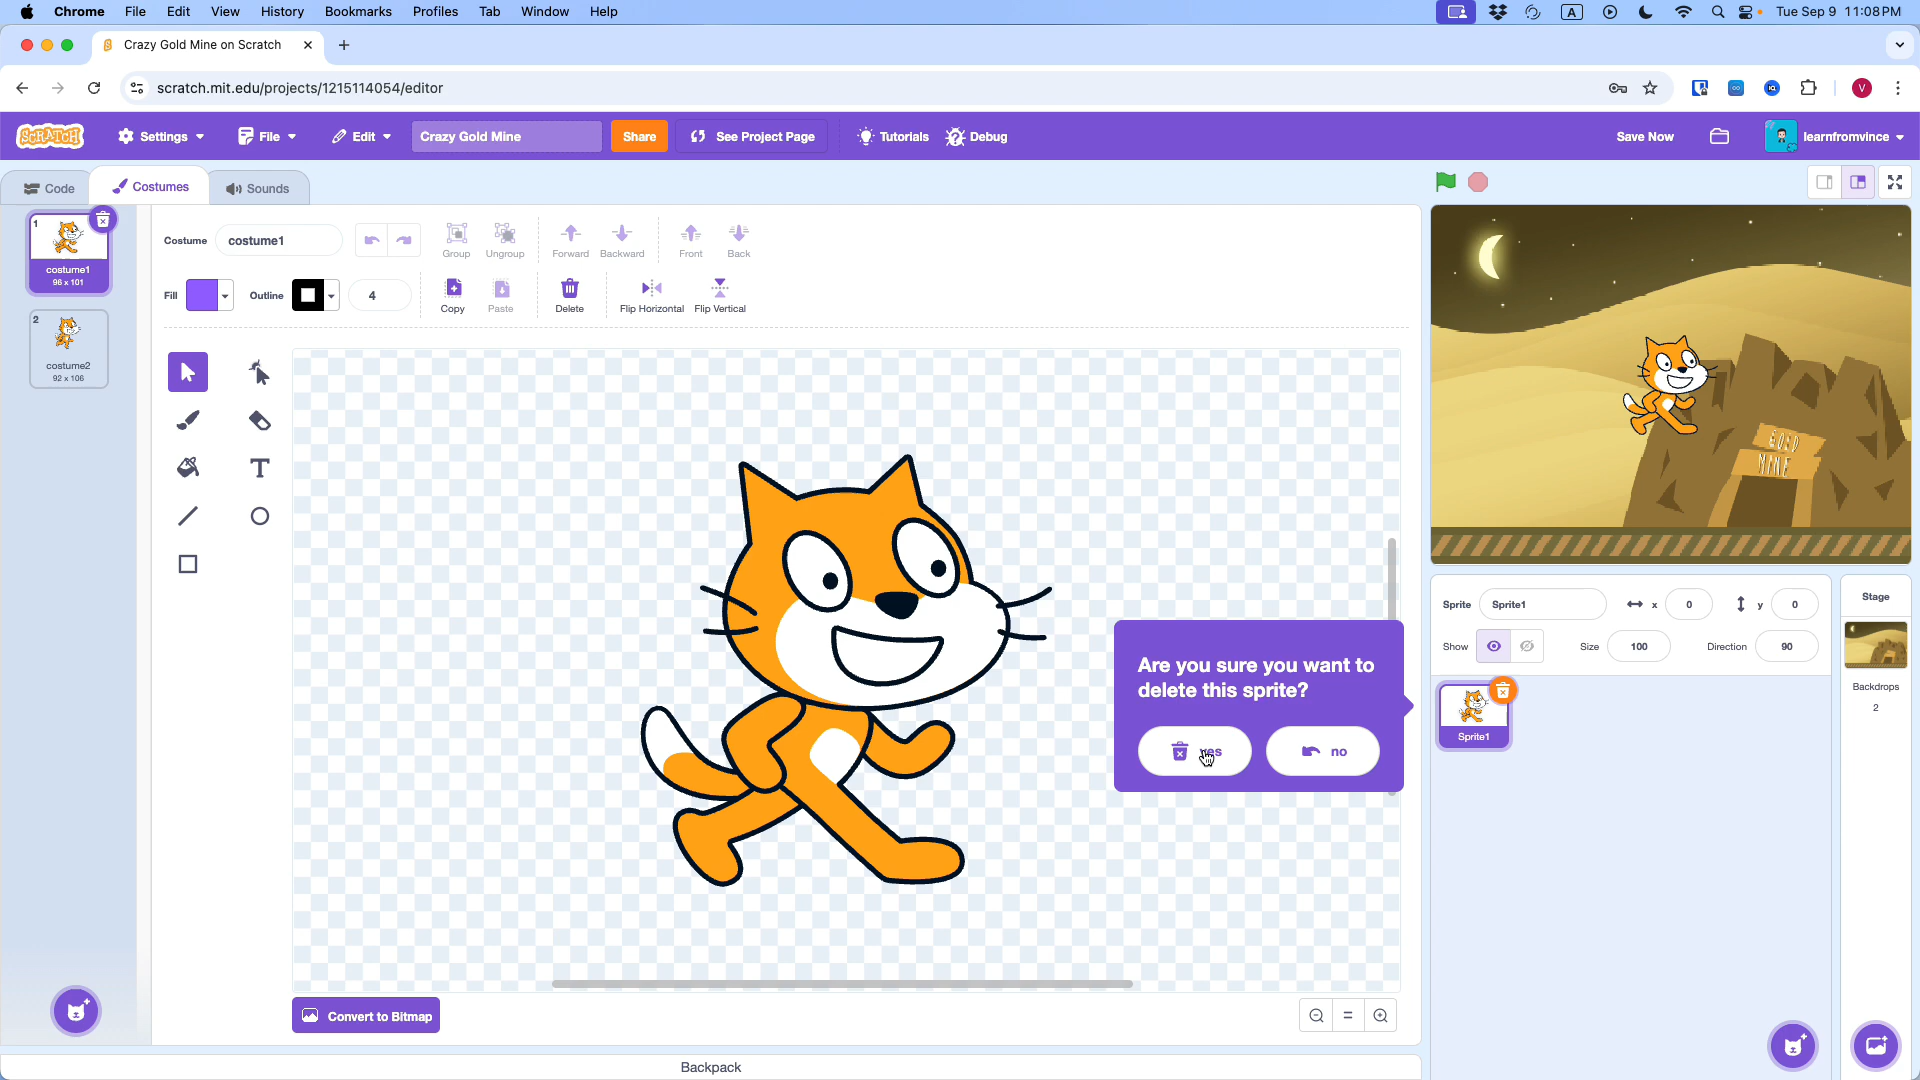 Chrome File Edit View History Bookmarks Profiles Tab Window Help A Tue Sep 9 11:08 PM
Crazy Gold Mine on Scratch
scratch.mit.edu/projects/1215114054/editor V
SCRATCH Settings File Edit Crazy Gold Mine Share See Project Page Tutorials Debug Save Now learnfromvince
Code Costumes Sounds
1
costume1
96 x 101
2
costume2
92 x 106
Costume costume1 Group Ungroup Forward Backward Front Back
Fill Outline 4 Copy Paste Delete Flip Horizontal Flip Vertical
T
GOLD
MINE
Are you sure you want to
delete this sprite?
yes no
Sprite Sprite1 x 0 y 0
Show Size 100 Direction 90
Sprite1
Stage
Backdrops
2
Convert to Bitmap
Backpack